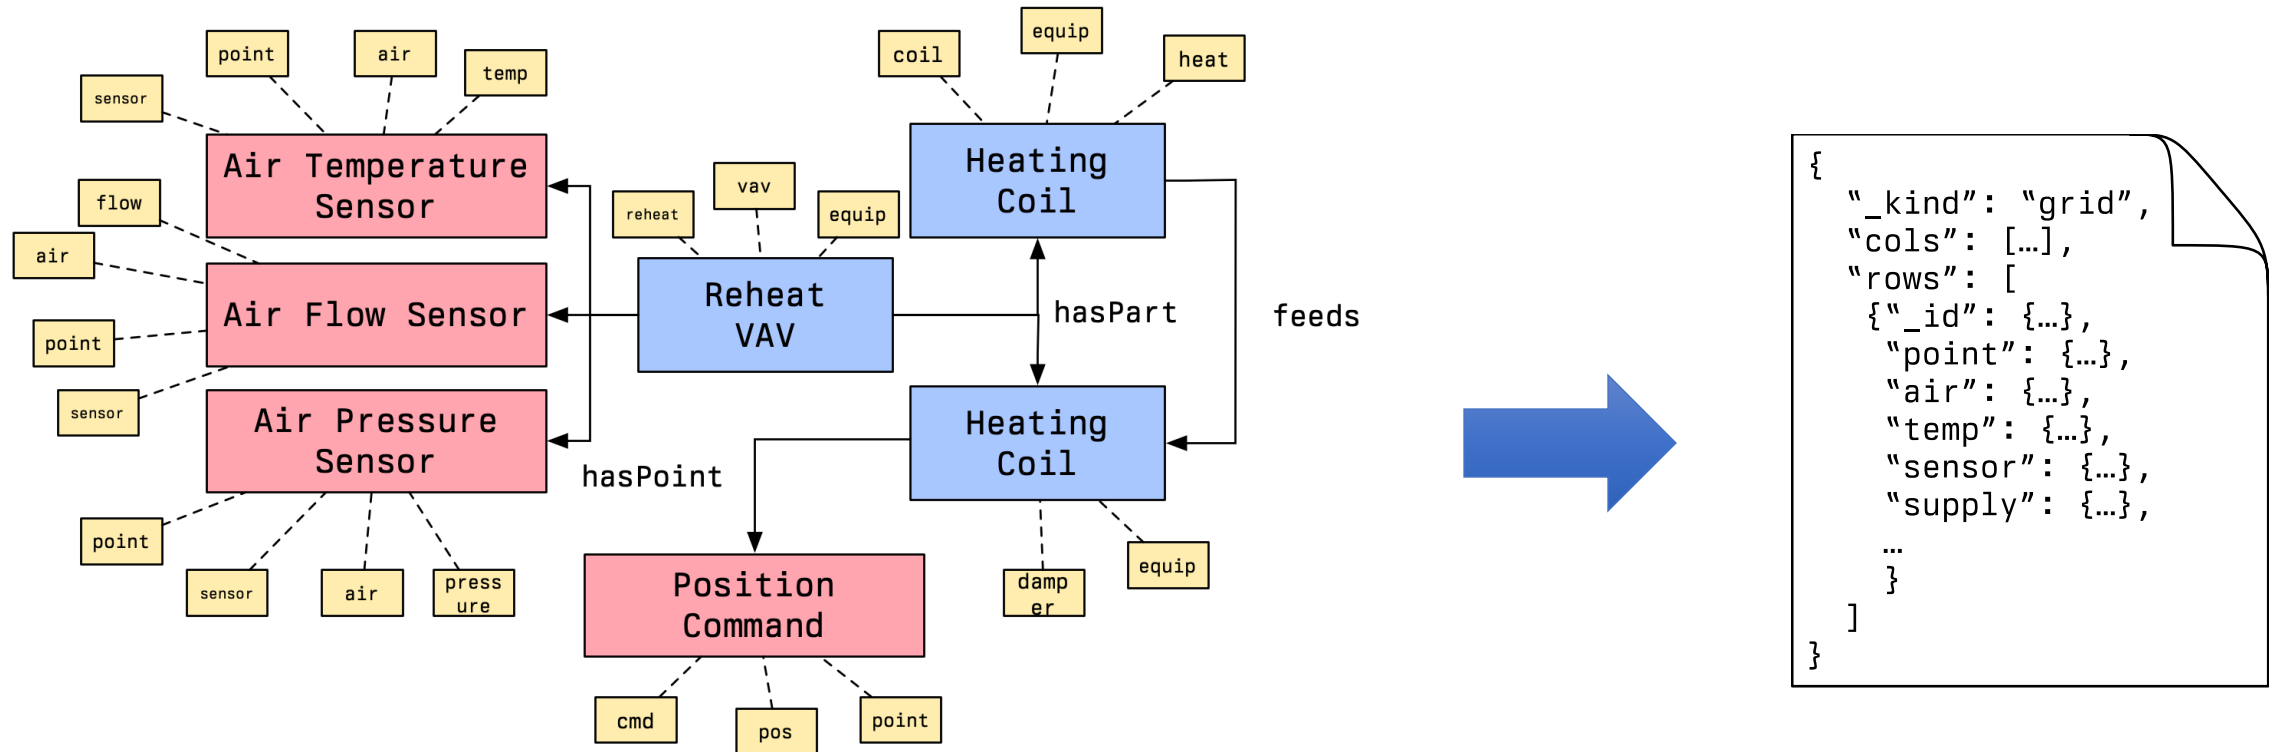 point
air
temp
sensor
Air Temperature
Sensor
flow
air
Air Flow Sensor
point
sensor
Air Pressure
Sensor
point
sensor
air
press
ure
reheat
vav
equip
Reheat
VAV
coil
equip
heat
Heating
Coil
hasPart
feeds
Heating
Coil
hasPoint
damp
er
equip
Position
Command
cmd
pos
point
{
“_kind”: “grid”,
“cols”: […],
“rows”: [
{“_id”: {…},
“point”: {…},
“air”: {…},
“temp”: {…},
“sensor”: {…},
“supply”: {…},
…
}
]
}